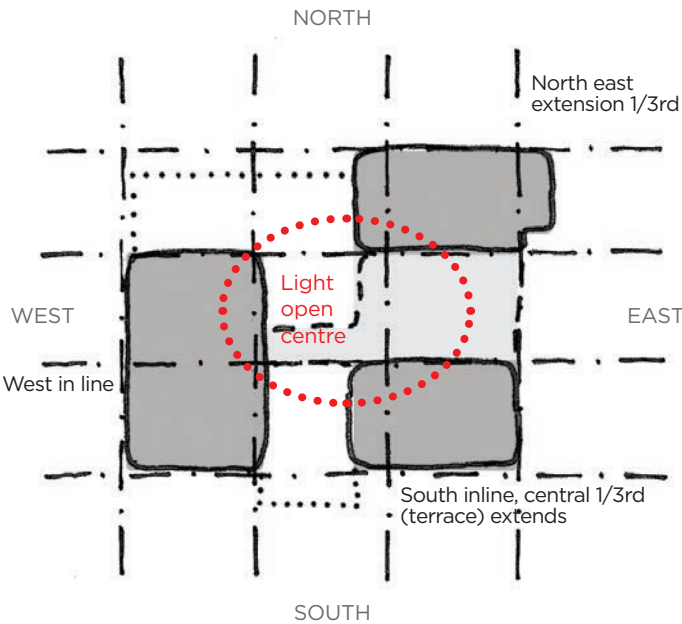 NORTH
North east
extension 1/3rd
Light
open
centre
WEST
EAST
West in line
South inline, central 1/3rd
(terrace) extends
SOUTH